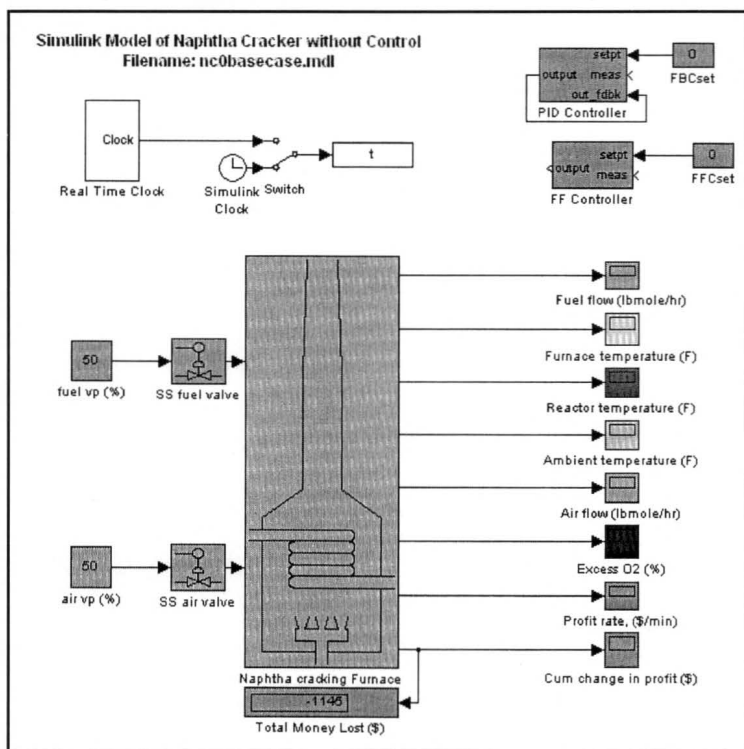 Simulink Model of Naphtha Cracker without Control
Filename: nc0basecase.mdl
Clock
Real Time Clock
Simulink
Clock
Switch
t
setpt
output meas
out_fdbk
PID Controller
0
FBCset
setpt
output
meas
FF Controller
0
FFCset
50
fuel vp (%)
SS fuel valve
50
air vp (%)
SS air valve
Naphtha cracking Furnace
-1145
Total Money Lost ($)
Fuel flow (lbmole/hr)
Furnace temperature (F)
Reactor temperature (F)
Ambient temperature (F)
Air flow (lbmole/hr)
Excess O2 (%)
Profit rate, ($/min)
Cum change in profit ($)